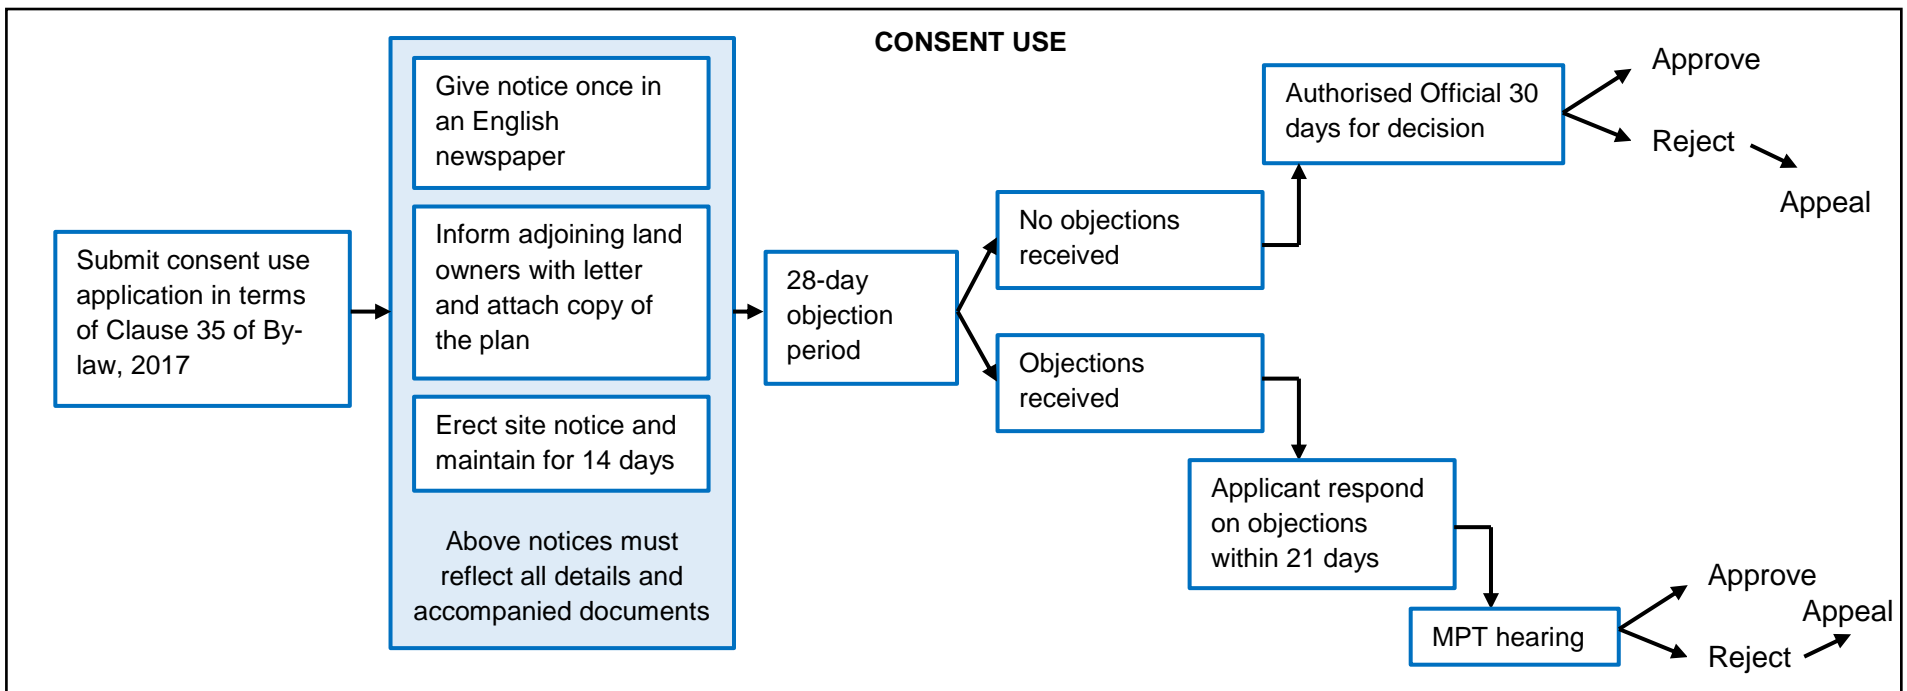 CONSENT USE
Submit consent use
application in terms
of Clause 35 of By-
law, 2017
Give notice once in
an English
newspaper
Inform adjoining land
owners with letter
and attach copy of
the plan
Erect site notice and
maintain for 14 days
Above notices must
reflect all details and
accompanied documents
28-day
objection
period
No objections
received
Authorised Official 30
days for decision
Approve
Reject
Appeal
Objections
received
Applicant respond
on objections
within 21 days
MPT hearing
Approve
Reject
Appeal